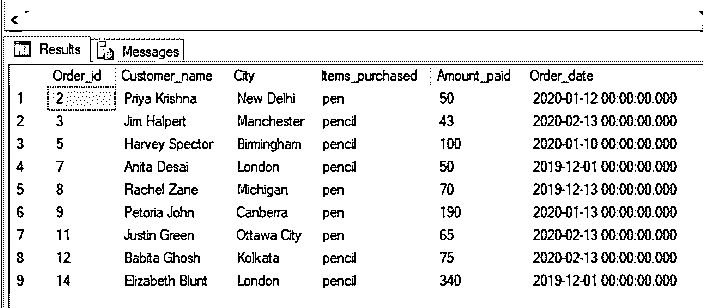 Results Messages
Order_id Customer_name City Items_purchased Amount_paid Order_date
1 2 Priya Krishna New Delhi pen 50 2020-01-12 00:00:00.000
2 3 Jim Halpert Manchester pencil 43 2020-02-13 00:00:00.000
3 5 Harvey Spector Birmingham pencil 100 2020-01-10 00:00:00.000
4 7 Anita Desai London pencil 50 2019-12-01 00:00:00.000
5 8 Rachel Zane Michigan pen 70 2019-12-13 00:00:00.000
6 9 Petoria John Canberra pen 190 2020-01-13 00:00:00.000
7 11 Justin Green Ottawa City pen 65 2020-02-13 00:00:00.000
8 12 Babita Ghosh Kolkata pencil 75 2020-02-13 00:00:00.000
9 14 Elizabeth Blunt London pencil 340 2019-12-01 00:00:00.000